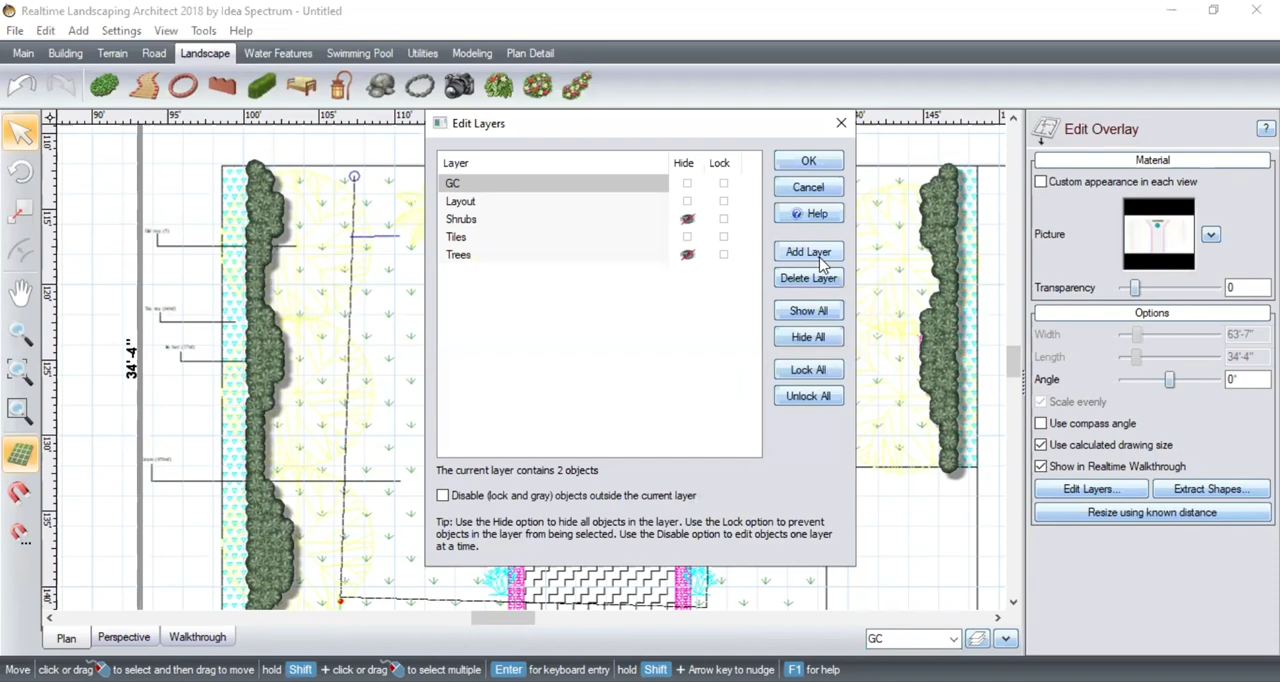 Realtime Landscaping Architect 2018 by Idea Spectrum - Untitled
File Edit Add Settings View Tools Help
Main Building Terrain Road Landscape Water Features Swimming Pool Utilities Modeling Plan Detail
90' 95' 100' 105' 110' 145'
34'-4"
Edit Layers
Layer Hide Lock
GC
Layout
Shrubs
Tiles
Trees
OK
Cancel
Help
Add Layer
Delete Layer
Show All
Hide All
Lock All
Unlock All
The current layer contains 2 objects
Disable (lock and gray) objects outside the current layer
Tip: Use the Hide option to hide all objects in the layer. Use the Lock option to prevent
objects in the layer from being selected. Use the Disable option to edit objects one layer
at a time.
Edit Overlay ?
Material
Custom appearance in each view
Picture
Transparency 0
Options
Width 63'-7"
Length 34'-4"
Angle 0°
Scale evenly
Use compass angle
Use calculated drawing size
Show in Realtime Walkthrough
Edit Layers... Extract Shapes...
Resize using known distance
Plan Perspective Walkthrough GC
Move click or drag to select and then drag to move hold Shift + click or drag to select multiple Enter for keyboard entry hold Shift + Arrow key to nudge F1 for help